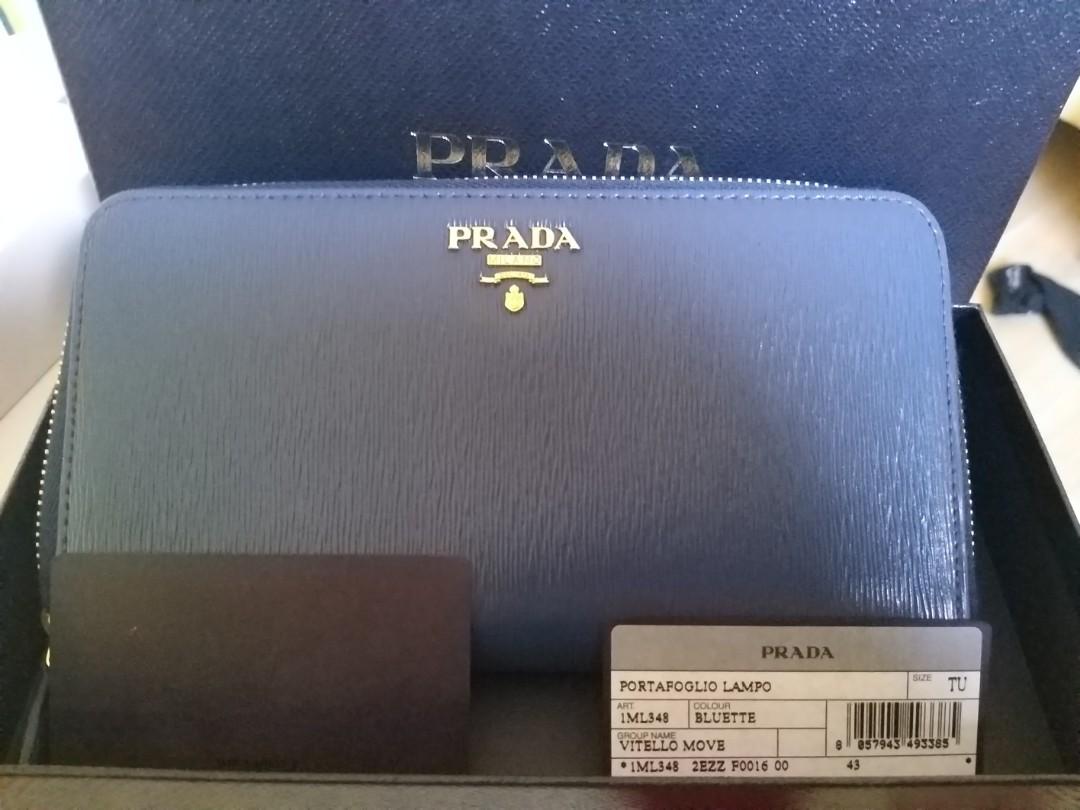 PRADA
PRADA
MILANO
PRADA
PORTAFOGLIO LAMPO
SIZE TU
ART. 1ML348
COLOUR BLUETTE
GROUP NAME
VITELLO MOVE
8 057943 493385
*1ML348 2EZZ F0016 00 43 *